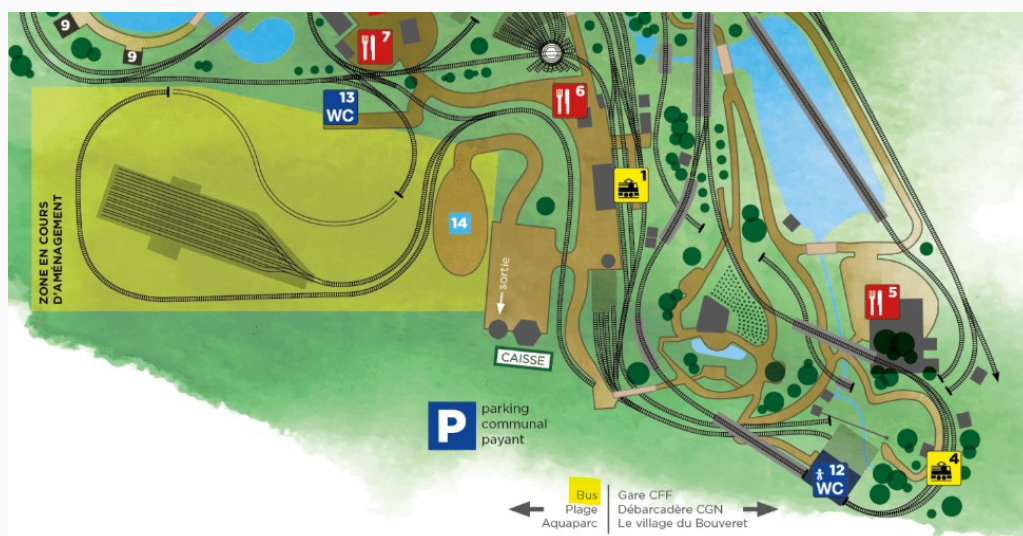 9
9
7
13
WC
6
1
ZONE EN COURS
D'AMÉNAGEMENT
14
sortie
5
CAISSE
P
parking
communal
payant
4
12
WC
Bus
Plage
Aquaparc
Gare CFF
Débarcadère CGN
Le village du Bouveret